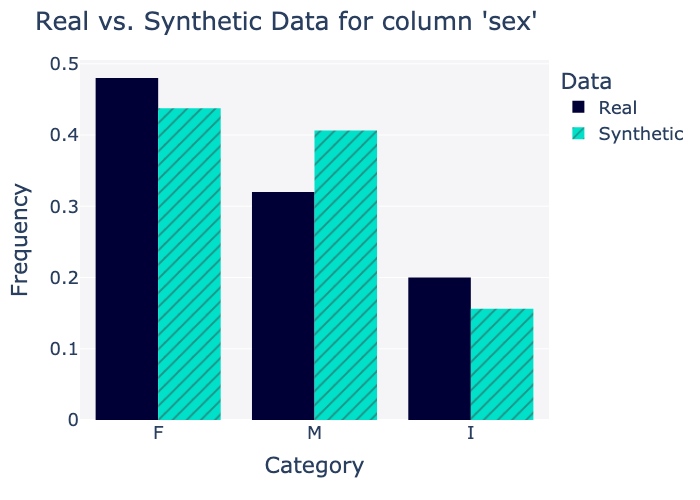 Real vs. Synthetic Data for column 'sex'
Data
Real
Synthetic
Frequency
0.5
0.4
0.3
0.2
0.1
0
F M I
Category